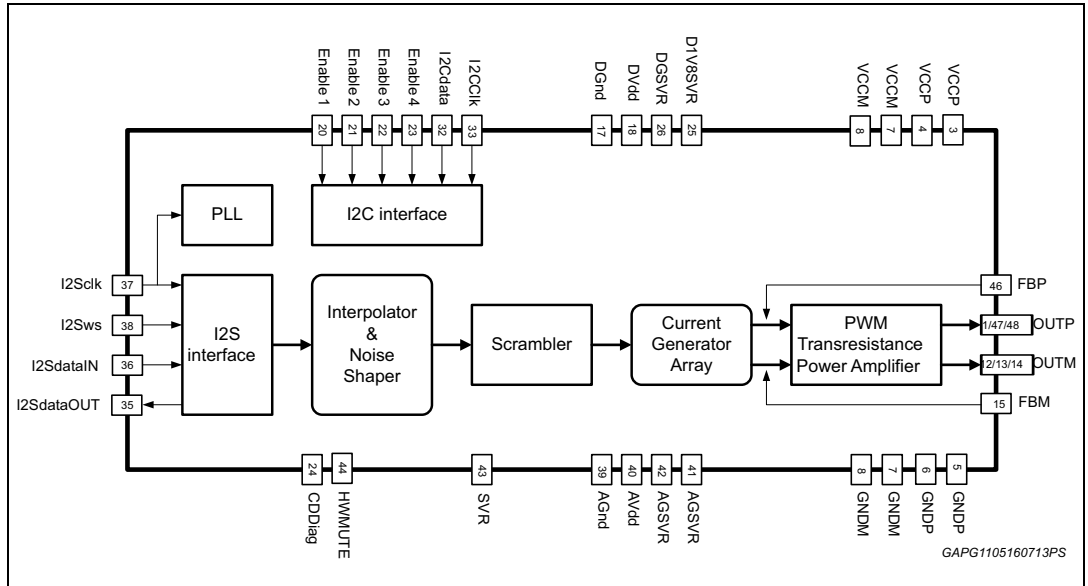 Enable 1
Enable 2
Enable 3
Enable 4
I2Cdata
I2CClk
DGnd
DVdd
DGSVR
D1V8SVR
VCCM
VCCM
VCCP
VCCP
20
21
22
23
32
33
17
18
26
25
8
7
4
3
PLL
I2C interface
I2Sclk
37
I2Sws
38
I2SdataIN
36
I2SdataOUT
35
I2S
interface
Interpolator
&
Noise
Shaper
Scrambler
Current
Generator
Array
PWM
Transresistance
Power Amplifier
46
FBP
1/47/48
OUTP
12/13/14
OUTM
15
FBM
24
44
43
39
40
42
41
8
7
6
5
CDDiag
HWMUTE
SVR
AGnd
AVdd
AGSVR
AGSVR
GNDM
GNDM
GNDP
GNDP
GAPG1105160713PS